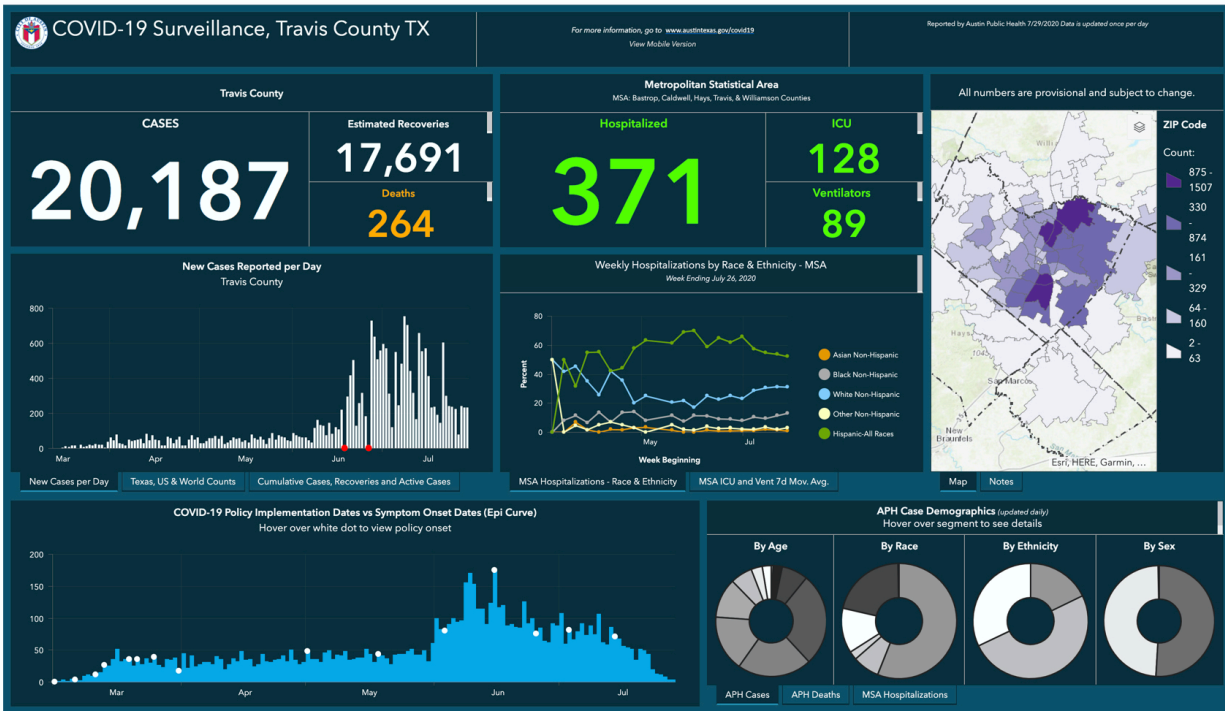 COVID-19 Surveillance, Travis County TX
For more information, go to www.austintexas.gov/covid19
View Mobile Version
Reported by Austin Public Health 7/29/2020 Data is updated once per day
Travis County
CASES
20,187
Estimated Recoveries
17,691
Deaths
264
Metropolitan Statistical Area
MSA: Bastrop, Caldwell, Hays, Travis, & Williamson Counties
Hospitalized
371
ICU
128
Ventilators
89
All numbers are provisional and subject to change.
Willi
Hays
1045
San Marcos
New
Braunfels
Bast
Esri, HERE, Garmin, ...
ZIP Code
Count:
875 -
1507
330
-
874
161
-
329
64 -
160
2 -
63
Map
Notes
New Cases Reported per Day
Travis County
800
600
400
200
0
Mar
Apr
May
Jun
Jul
New Cases per Day
Texas, US & World Counts
Cumulative Cases, Recoveries and Active Cases
Weekly Hospitalizations by Race & Ethnicity - MSA
Week Ending July 26, 2020
Percent
80
60
40
20
0
May
Jul
Week Beginning
Asian Non-Hispanic
Black Non-Hispanic
White Non-Hispanic
Other Non-Hispanic
Hispanic-All Races
MSA Hospitalizations - Race & Ethnicity
MSA ICU and Vent 7d Mov. Avg.
COVID-19 Policy Implementation Dates vs Symptom Onset Dates (Epi Curve)
Hover over white dot to view policy onset
200
150
100
50
0
Mar
Apr
May
Jun
Jul
APH Case Demographics (updated daily)
Hover over segment to see details
By Age
By Race
By Ethnicity
By Sex
APH Cases
APH Deaths
MSA Hospitalizations